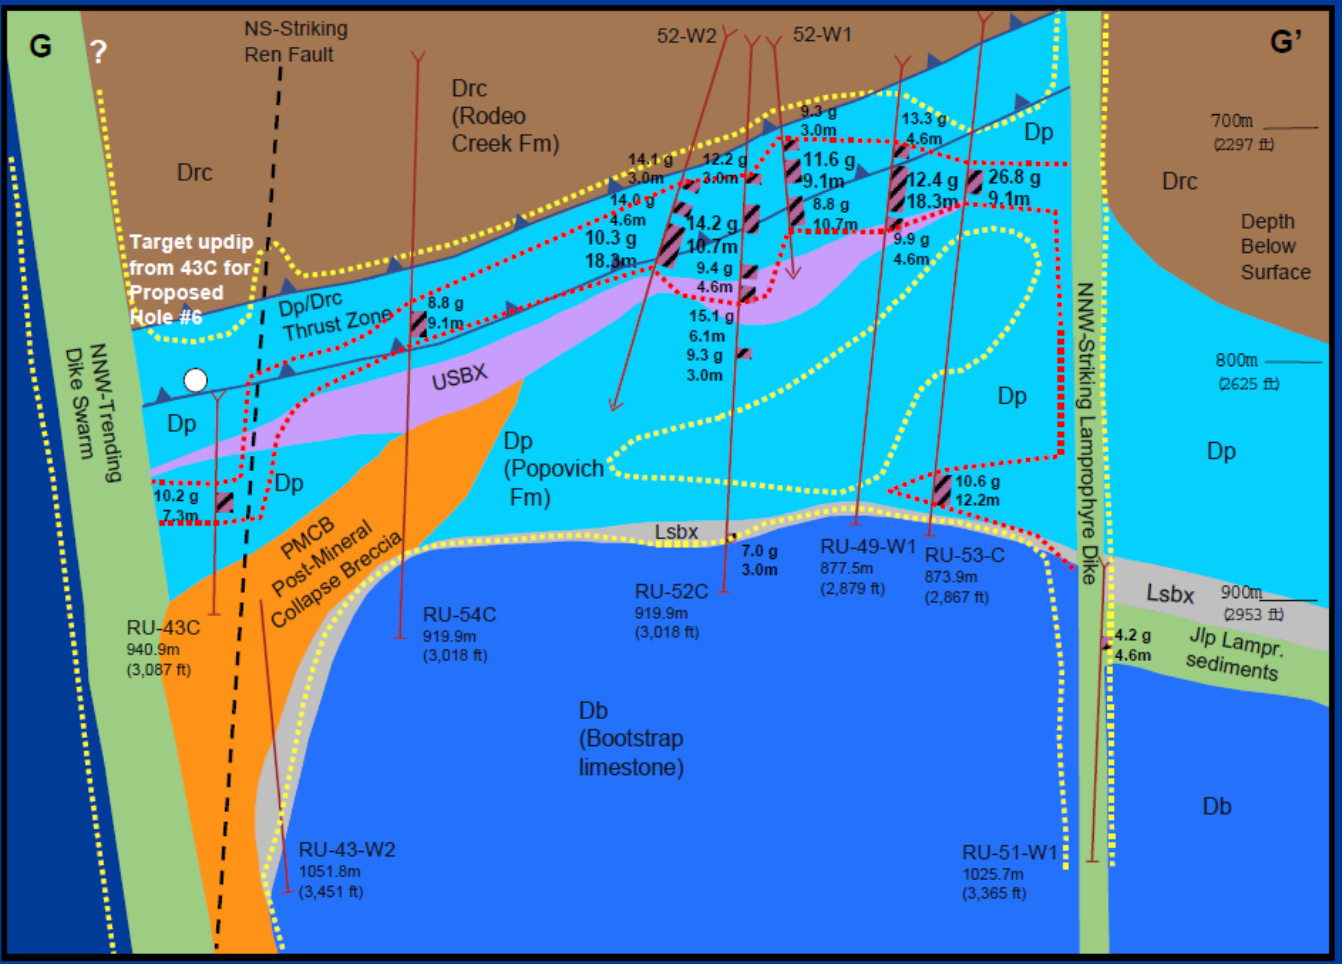 G
?
NS-Striking
Ren Fault
52-W2
52-W1
G'
Drc
(Rodeo
Creek Fm)
Drc
9.3 g
3.0m
13.3 g
4.6m
Dp
700m
(2297 ft)
14.1 g
3.0m
12.2 g
3.0m
11.6 g
9.1m
12.4 g
18.3m
26.8 g
9.1m
Drc
14.0 g
4.6m
8.8 g
10.7m
14.2 g
10.7m
10.3 g
18.3m
9.9 g
4.6m
Depth
Below
Surface
Target updip
from 43C for
Proposed
Hole #6
9.4 g
4.6m
Dp/Drc
Thrust Zone
8.8 g
9.1m
15.1 g
6.1m
9.3 g
3.0m
NNW-Trending
Dike Swarm
USBX
NNW-Striking Lamprophyre Dike
800m
(2625 ft)
Dp
Dp
Dp
(Popovich
Fm)
Dp
Dp
10.2 g
7.3m
10.6 g
12.2m
PMCB
Post-Mineral
Collapse Breccia
Lsbx
7.0 g
3.0m
RU-49-W1
877.5m
(2,879 ft)
RU-53-C
873.9m
(2,867 ft)
RU-52C
919.9m
(3,018 ft)
Lsbx
900m
(2953 ft)
RU-43C
940.9m
(3,087 ft)
RU-54C
919.9m
(3,018 ft)
4.2 g
4.6m
Jlp Lampr.
sediments
Db
(Bootstrap
limestone)
Db
RU-43-W2
1051.8m
(3,451 ft)
RU-51-W1
1025.7m
(3,365 ft)